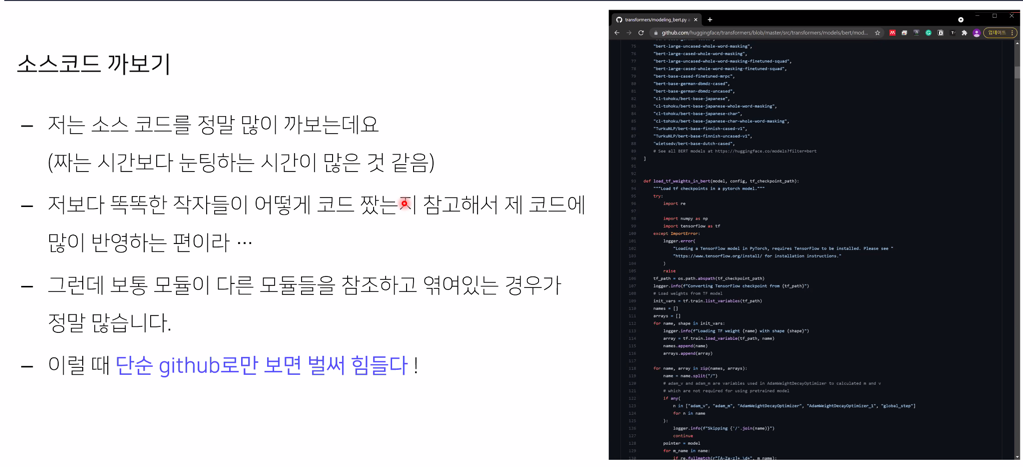 소스코드 까보기
– 저는 소스 코드를 정말 많이 까보는데요
(짜는 시간보다 눈팅하는 시간이 많은 것 같음)
– 저보다 똑똑한 작자들이 어떻게 코드 짰는지 참고해서 제 코드에
많이 반영하는 편이라 …
– 그런데 보통 모듈이 다른 모듈들을 참조하고 엮여있는 경우가
정말 많습니다.
– 이럴 때 단순 github로만 보면 벌써 힘들다 !
transformers/modeling_bert.py
github.com/huggingface/transformers/blob/master/src/transformers/models/bert/mod...
업데이트
"bert-large-uncased-whole-word-masking",
"bert-large-cased-whole-word-masking",
"bert-large-uncased-whole-word-masking-finetuned-squad",
"bert-large-cased-whole-word-masking-finetuned-squad",
"bert-base-cased-finetuned-mrpc",
"bert-base-german-dbmdz-cased",
"bert-base-german-dbmdz-uncased",
"cl-tohoku/bert-base-japanese",
"cl-tohoku/bert-base-japanese-whole-word-masking",
"cl-tohoku/bert-base-japanese-char",
"cl-tohoku/bert-base-japanese-char-whole-word-masking",
"TurkuNLP/bert-base-finnish-cased-v1",
"TurkuNLP/bert-base-finnish-uncased-v1",
"wietsedv/bert-base-dutch-cased",
# See all BERT models at https://huggingface.co/models?filter=bert
]
def load_tf_weights_in_bert(model, config, tf_checkpoint_path):
"""Load tf checkpoints in a pytorch model."""
try:
import re
import numpy as np
import tensorflow as tf
except ImportError:
logger.error(
"Loading a TensorFlow model in PyTorch, requires TensorFlow to be installed. Please see "
"https://www.tensorflow.org/install/ for installation instructions."
)
raise
tf_path = os.path.abspath(tf_checkpoint_path)
logger.info(f"Converting TensorFlow checkpoint from {tf_path}")
# Load weights from TF model
init_vars = tf.train.list_variables(tf_path)
names = []
arrays = []
for name, shape in init_vars:
logger.info(f"Loading TF weight {name} with shape {shape}")
array = tf.train.load_variable(tf_path, name)
names.append(name)
arrays.append(array)
for name, array in zip(names, arrays):
name = name.split("/")
# adam_v and adam_m are variables used in AdamWeightDecayOptimizer to calculated m and v
# which are not required for using pretrained model
if any(
n in ["adam_v", "adam_m", "AdamWeightDecayOptimizer", "AdamWeightDecayOptimizer_1", "global_step"]
for n in name
):
logger.info(f"Skipping {'/'.join(name)}")
continue
pointer = model
for m_name in name:
if re.fullmatch(r"[A-Za-z]+_\d+", m_name):